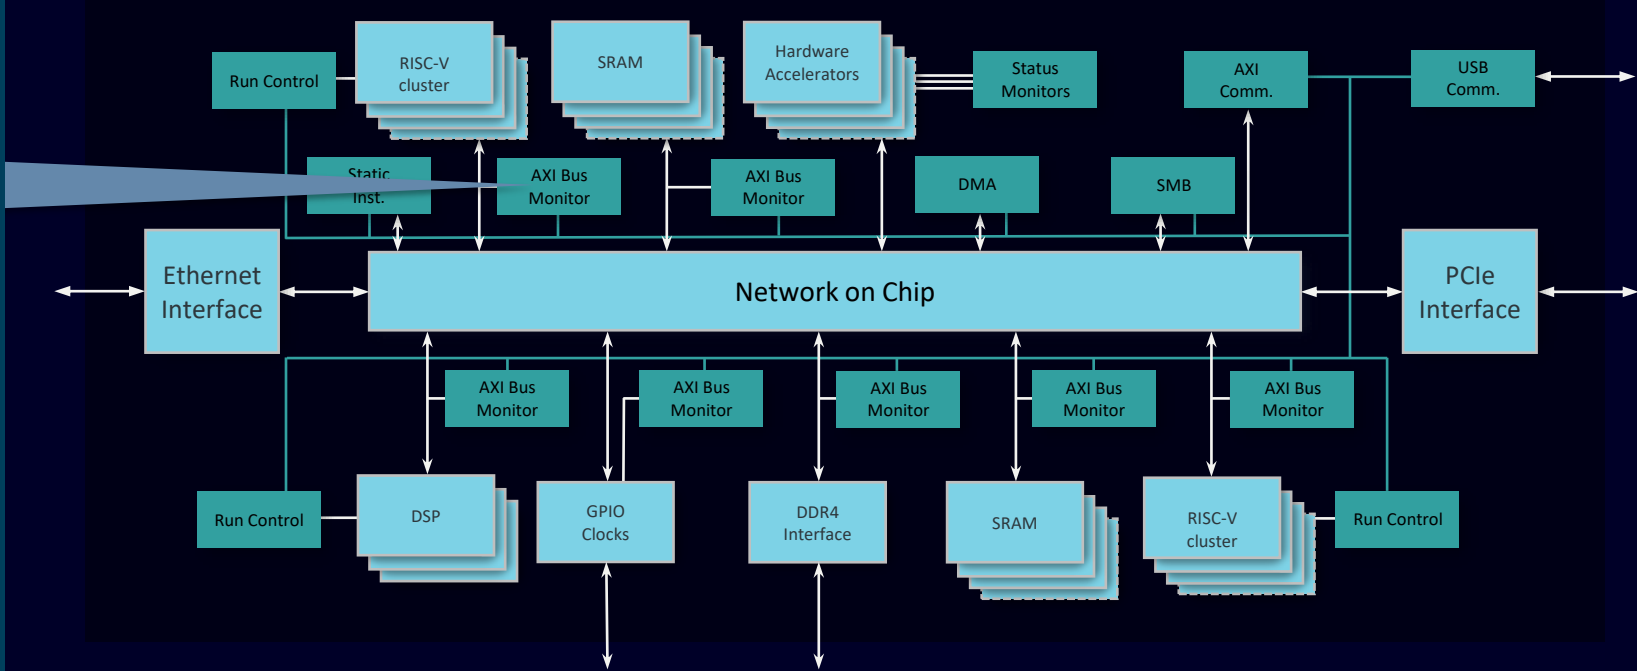 Run Control
RISC-V
cluster
SRAM
Hardware
Accelerators
Status
Monitors
AXI
Comm.
USB
Comm.
Static
Inst.
AXI Bus
Monitor
AXI Bus
Monitor
DMA
SMB
Ethernet
Interface
Network on Chip
PCIe
Interface
AXI Bus
Monitor
AXI Bus
Monitor
AXI Bus
Monitor
AXI Bus
Monitor
AXI Bus
Monitor
Run Control
DSP
GPIO
Clocks
DDR4
Interface
SRAM
RISC-V
cluster
Run Control